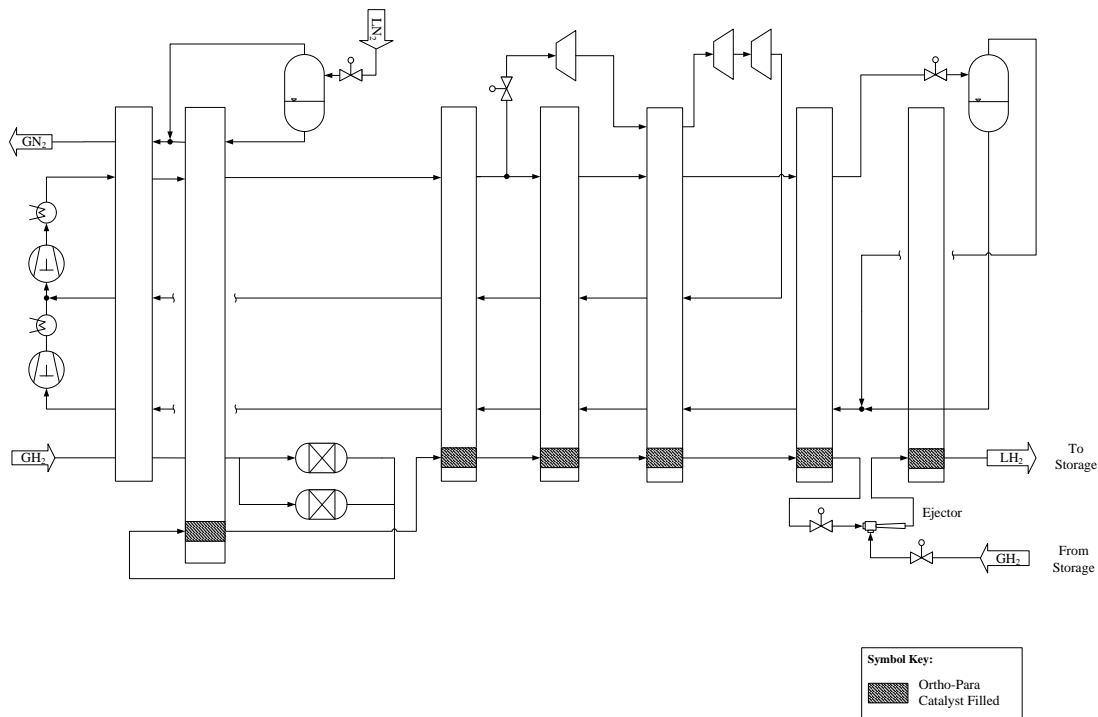 LN2
GN2
GH2
LH2
To
Storage
Ejector
GH2
From
Storage
Symbol Key:
Ortho-Para
Catalyst Filled